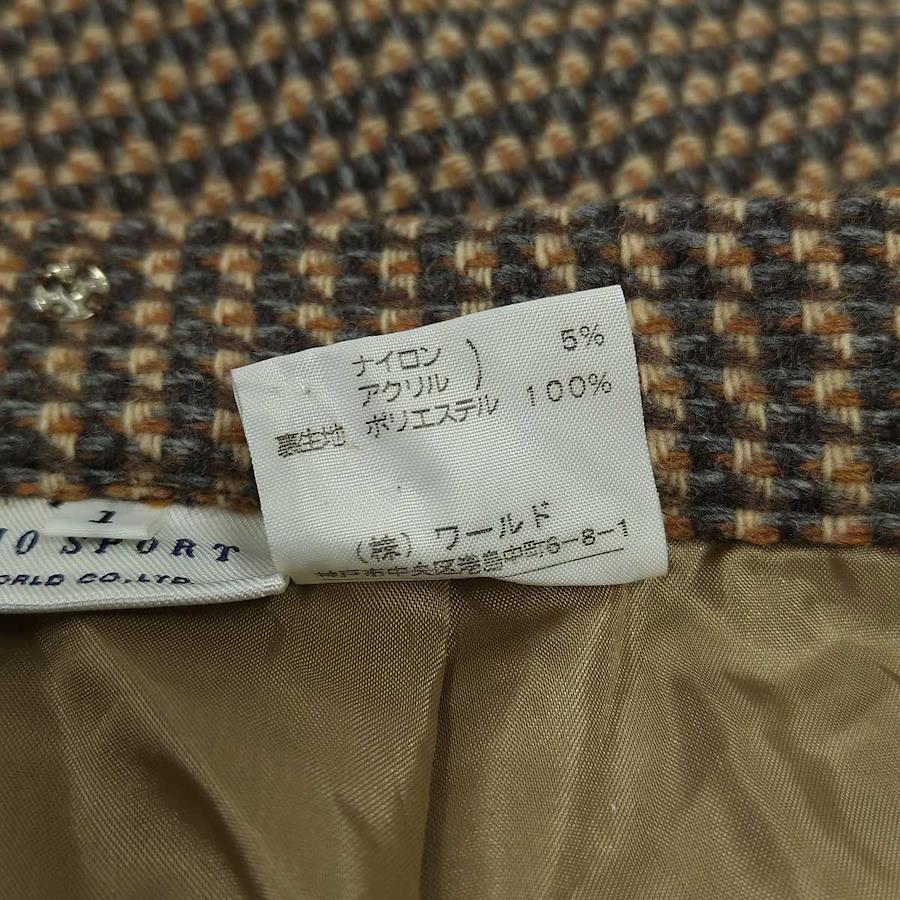 ナイロン
アクリル ) 5%
裏生地 ポリエステル 100%
(株) ワールド
神戸市中央区港島中町6-8-1
1
IO SPORT
ORLD CO., LTD.